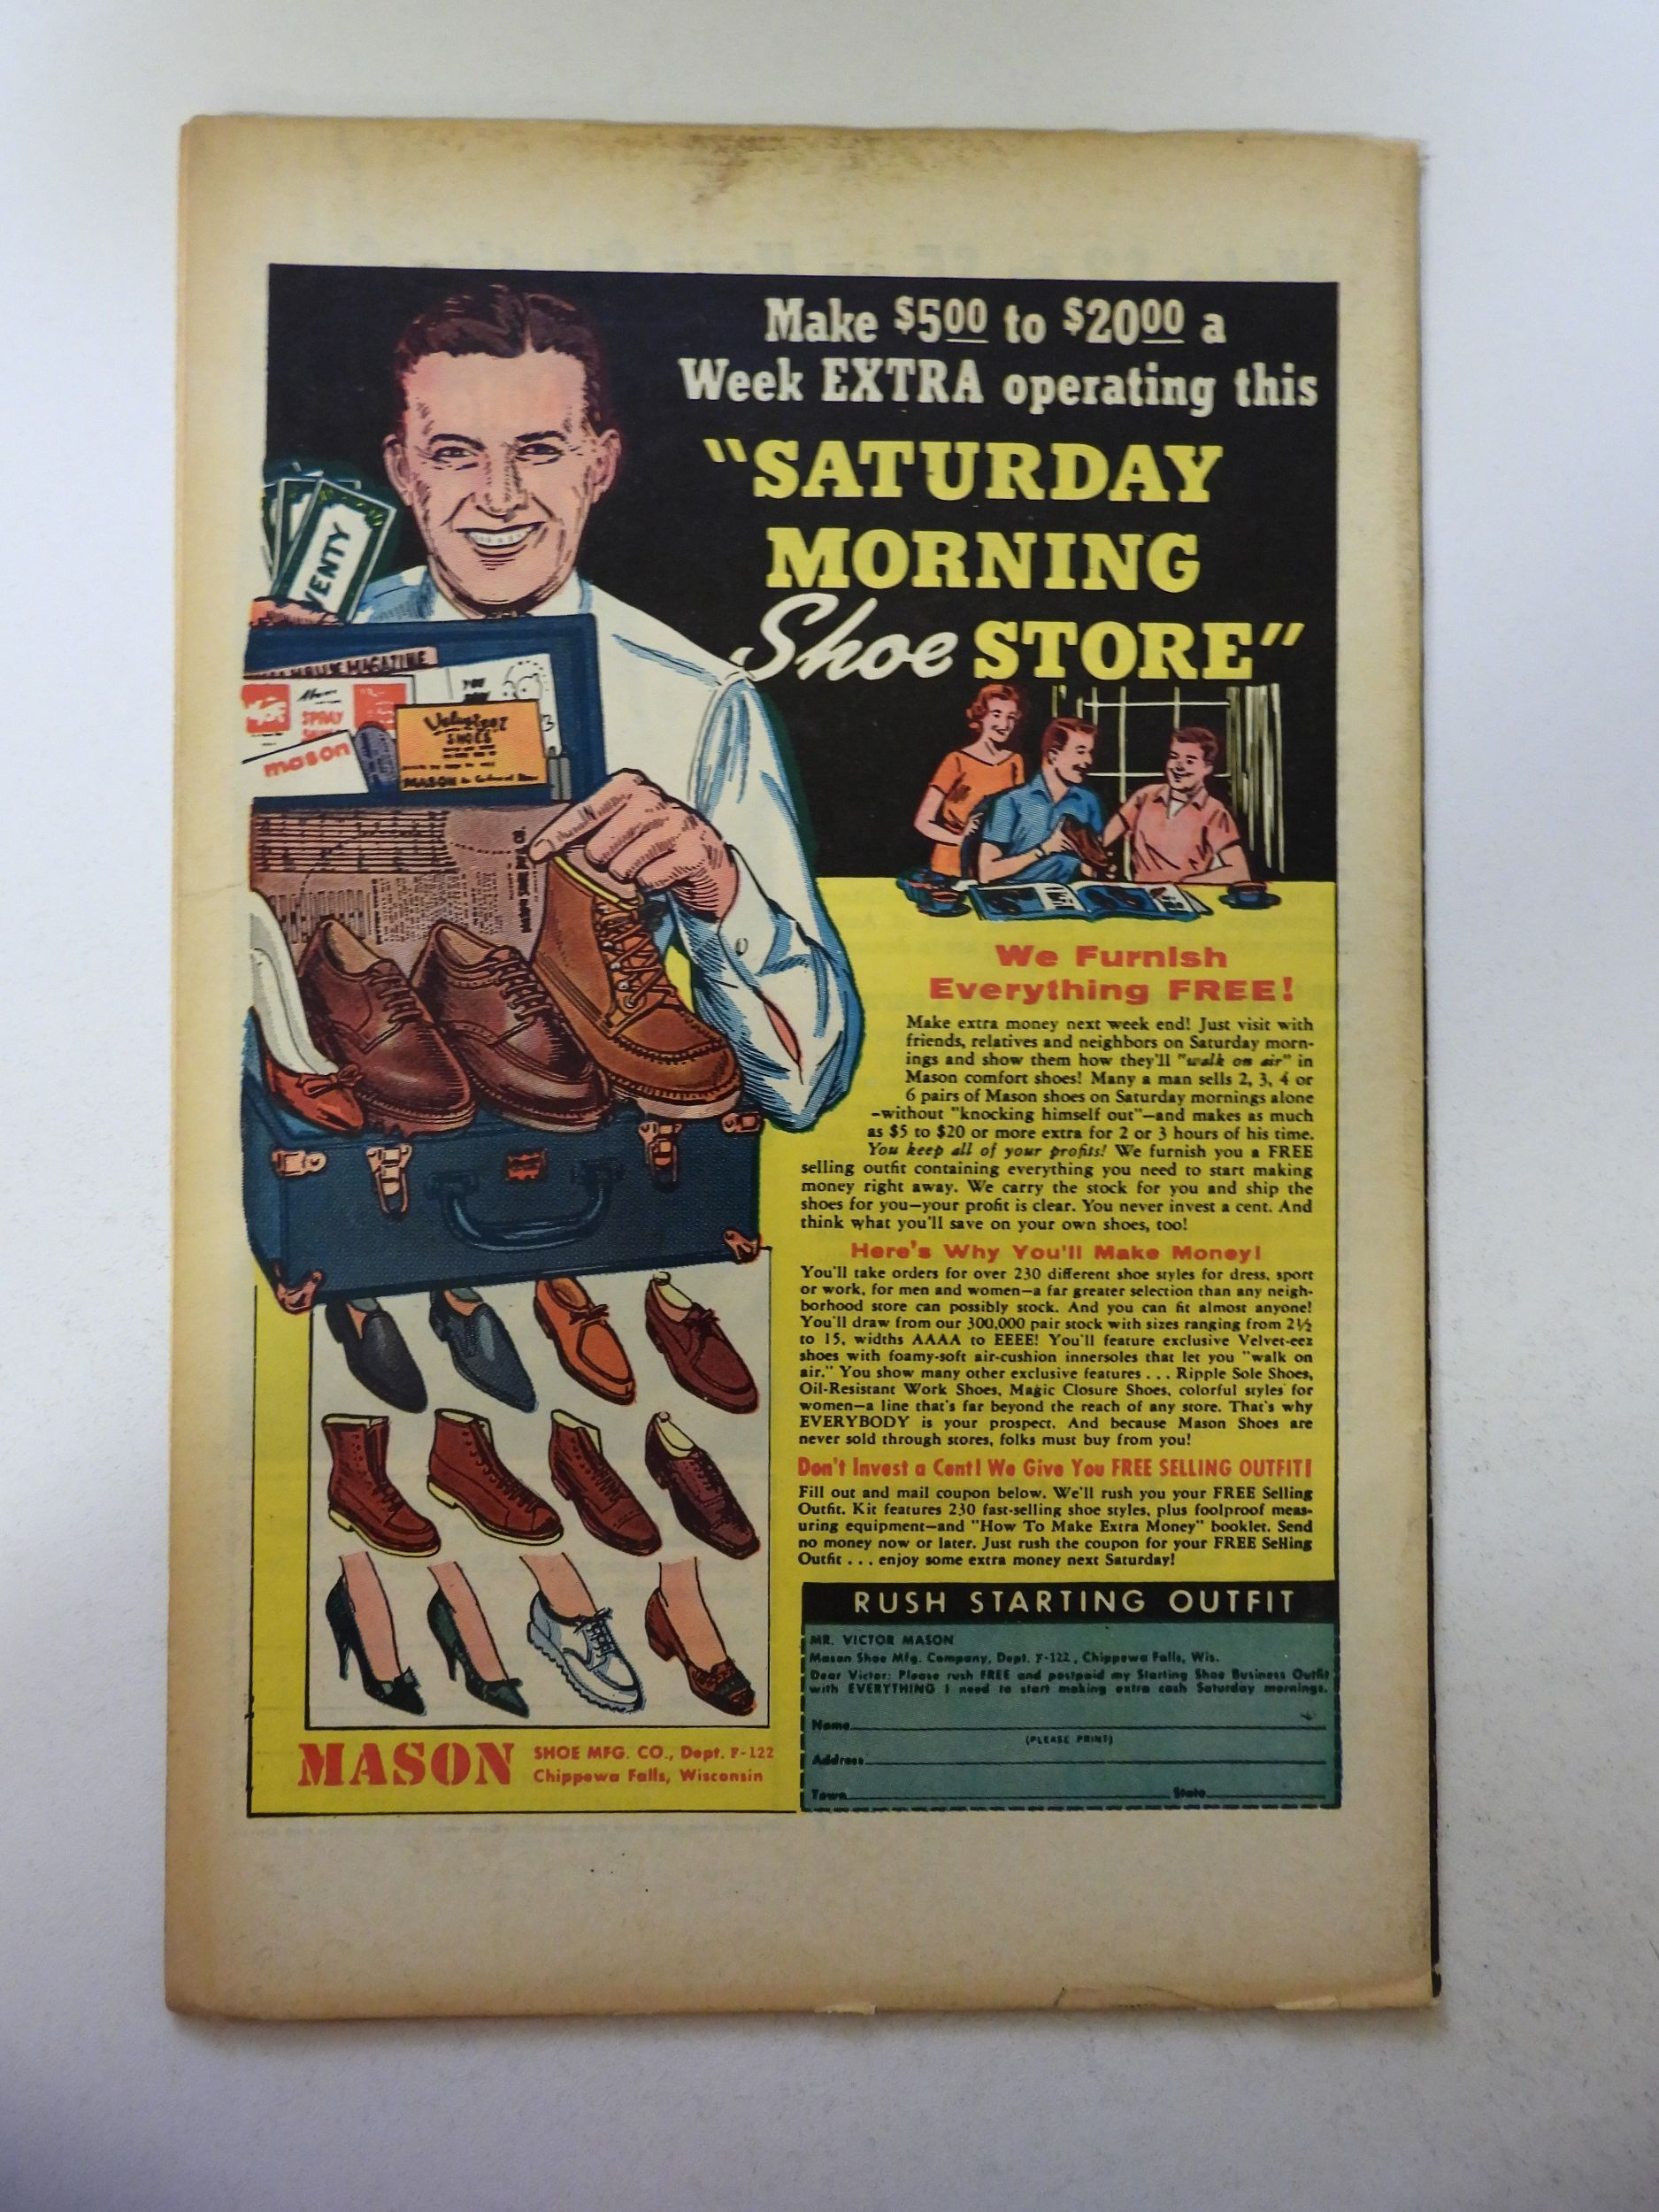 Make $5.00 to $20.00 a
Week EXTRA operating this
"SATURDAY
MORNING
Shoe STORE"
VENTY
MAGAZINE
SPRAY
mason
YOU
Velvet-eez
SHOES
MASON
We Furnish
Everything FREE!
Make extra money next week end! Just visit with
friends, relatives and neighbors on Saturday morn-
ings and show them how they'll "walk on air" in
Mason comfort shoes! Many a man sells 2, 3, 4 or
6 pairs of Mason shoes on Saturday mornings alone
-without "knocking himself out"—and makes as much
as $5 to $20 or more extra for 2 or 3 hours of his time.
You keep all of your profits! We furnish you a FREE
selling outfit containing everything you need to start making
money right away. We carry the stock for you and ship the
shoes for you—your profit is clear. You never invest a cent. And
think what you'll save on your own shoes, too!
Here's Why You'll Make Money!
You'll take orders for over 230 different shoe styles for dress, sport
or work, for men and women—a far greater selection than any neigh-
borhood store can possibly stock. And you can fit almost anyone!
You'll draw from our 300,000 pair stock with sizes ranging from 2½
to 15, widths AAAA to EEEE! You'll feature exclusive Velvet-eez
shoes with foamy-soft air-cushion innersoles that let you "walk on
air." You show many other exclusive features . . . Ripple Sole Shoes,
Oil-Resistant Work Shoes, Magic Closure Shoes, colorful styles for
women—a line that's far beyond the reach of any store. That's why
EVERYBODY is your prospect. And because Mason Shoes are
never sold through stores, folks must buy from you!
Don't Invest a Cent! We Give You FREE SELLING OUTFIT!
Fill out and mail coupon below. We'll rush you your FREE Selling
Outfit. Kit features 230 fast-selling shoe styles, plus foolproof meas-
uring equipment—and "How To Make Extra Money" booklet. Send
no money now or later. Just rush the coupon for your FREE Selling
Outfit . . . enjoy some extra money next Saturday!
RUSH STARTING OUTFIT
MR. VICTOR MASON
Mason Shoe Mfg. Company, Dept. F-122, Chippewa Falls, Wis.
Dear Victor: Please rush FREE and postpaid my Starting Shoe Business Outfit
with EVERYTHING I need to start making extra cash Saturday mornings.
Name
(PLEASE PRINT)
Address
Town State
MASON SHOE MFG. CO., Dept. F-122
Chippewa Falls, Wisconsin